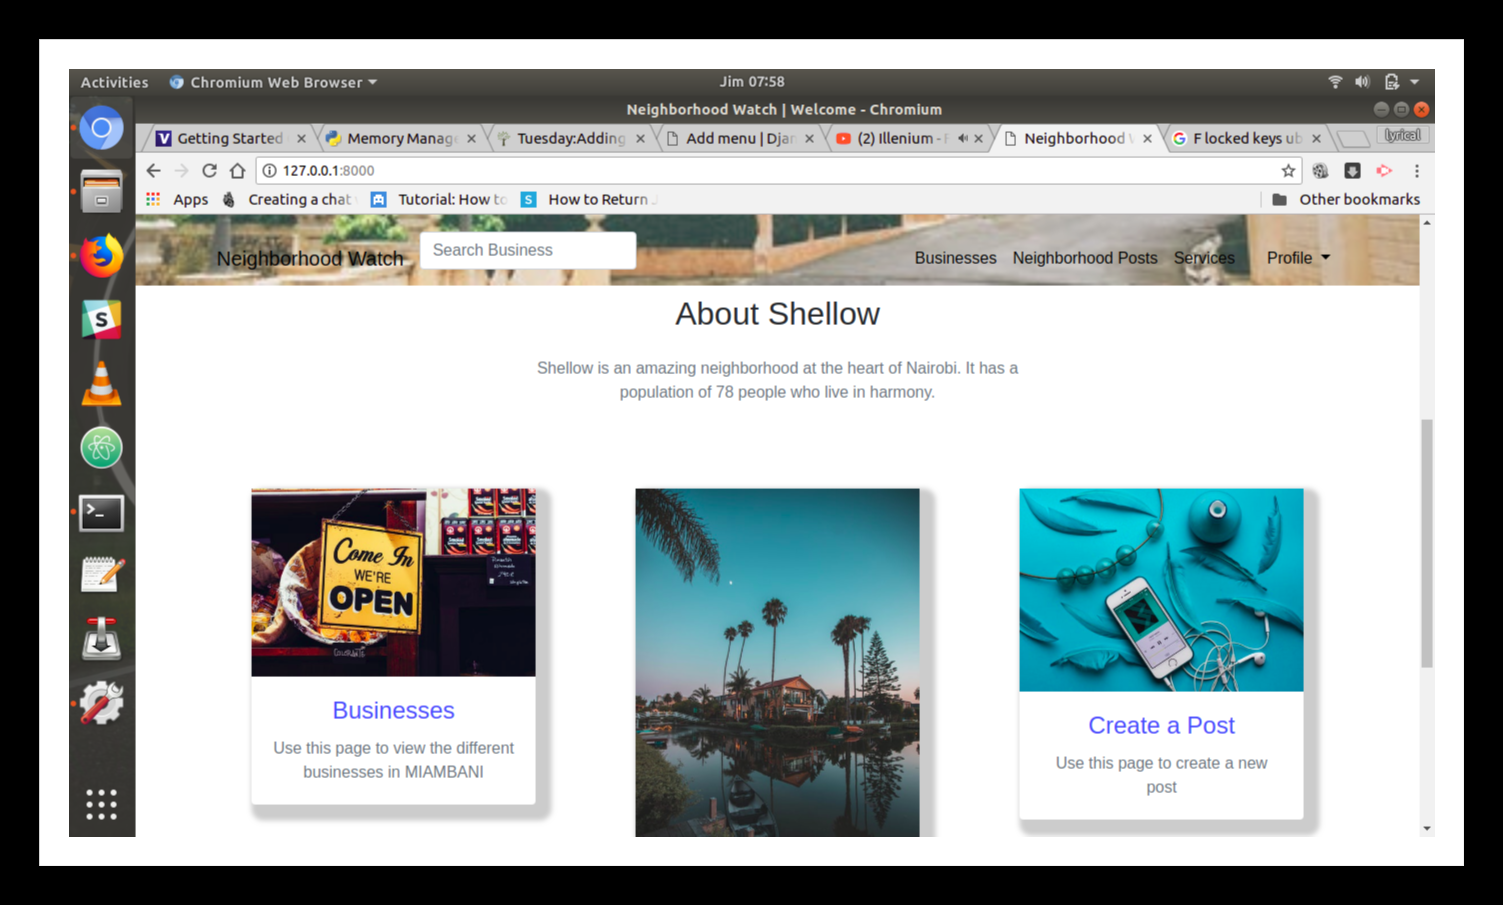 Activities Chromium Web Browser Jim 07:58
Neighborhood Watch | Welcome - Chromium
Getting Started Memory Manag Tuesday:Adding Add menu | Djan (2) Illenium - F Neighborhood W F locked keys ub lyrical
127.0.0.1:8000
Apps Creating a chat Tutorial: How to How to Return J Other bookmarks
Neighborhood Watch Search Business Businesses Neighborhood Posts Services Profile
About Shellow
Shellow is an amazing neighborhood at the heart of Nairobi. It has a
population of 78 people who live in harmony.
Come In
WE'RE
OPEN
Businesses
Use this page to view the different
businesses in MIAMBANI
Create a Post
Use this page to create a new
post